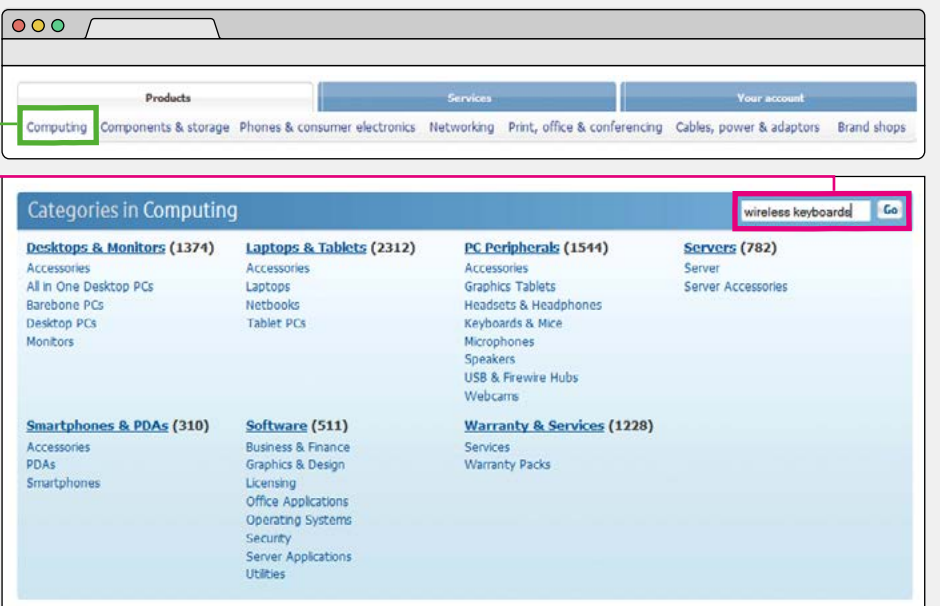 Products Services Your account
Computing Components & storage Phones & consumer electronics Networking Print, office & conferencing Cables, power & adaptors Brand shops
Categories in Computing
wireless keyboards Go
Desktops & Monitors (1374)
Accessories
All in One Desktop PCs
Barebone PCs
Desktop PCs
Monitors
Laptops & Tablets (2312)
Accessories
Laptops
Netbooks
Tablet PCs
PC Peripherals (1544)
Accessories
Graphics Tablets
Headsets & Headphones
Keyboards & Mice
Microphones
Speakers
USB & Firewire Hubs
Webcams
Servers (782)
Server
Server Accessories
Smartphones & PDAs (310)
Accessories
PDAs
Smartphones
Software (511)
Business & Finance
Graphics & Design
Licensing
Office Applications
Operating Systems
Security
Server Applications
Utilities
Warranty & Services (1228)
Services
Warranty Packs